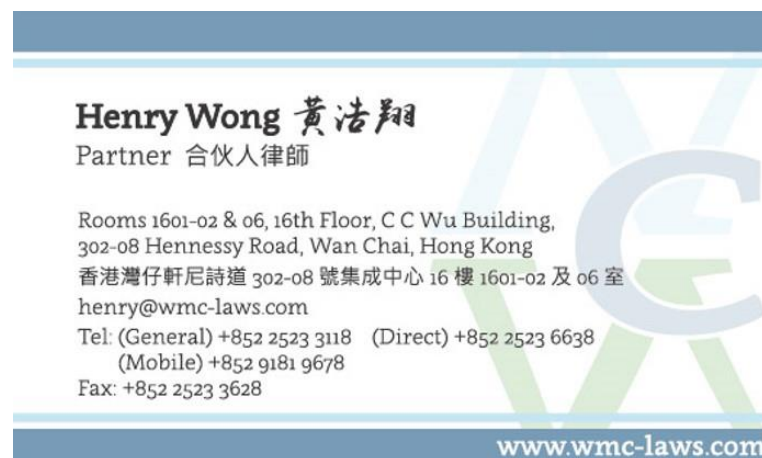 Henry Wong 黃浩翔
Partner 合伙人律師
Rooms 1601-02 & 06, 16th Floor, C C Wu Building,
302-08 Hennessy Road, Wan Chai, Hong Kong
香港灣仔軒尼詩道 302-08 號集成中心 16 樓 1601-02 及 06 室
henry@wmc-laws.com
Tel: (General) +852 2523 3118 (Direct) +852 2523 6638
(Mobile) +852 9181 9678
Fax: +852 2523 3628
www.wmc-laws.com